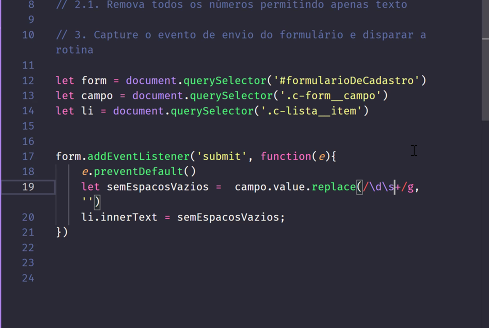 8 // 2.1. Remova todos os números permitindo apenas texto
9
10 // 3. Capture o evento de envio do formulário e disparar a
rotina
11
12 let form = document.querySelector('#formularioDeCadastro')
13 let campo = document.querySelector('.c-form__campo')
14 let li = document.querySelector('.c-lista__item')
15
16
17 form.addEventListener('submit', function(e){
18 e.preventDefault()
19 let semEspacosVazios =  campo.value.replace(/\d\s+/g,
'')
20 li.innerText = semEspacosVazios;
21 })
22
23
24